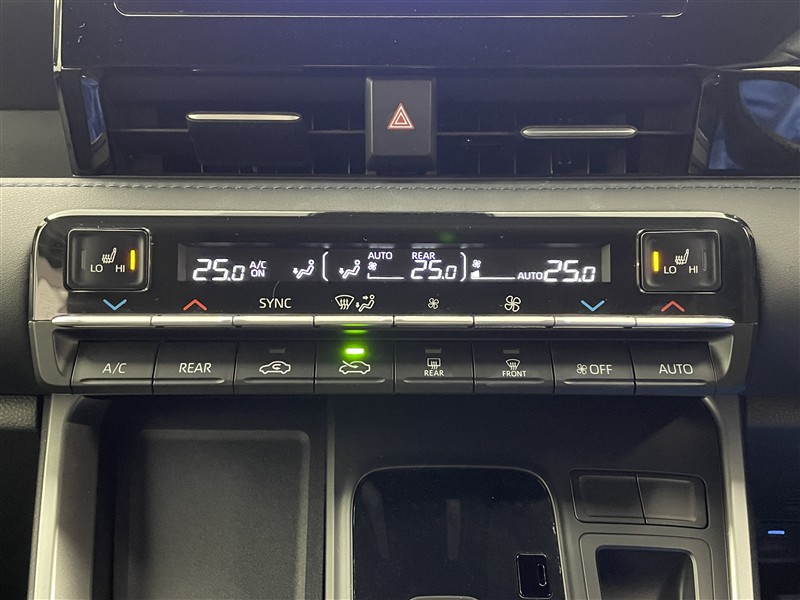 LO HI
25.0 A/C ON
AUTO REAR 25.0
AUTO 25.0
LO HI
SYNC
A/C
REAR
REAR
FRONT
OFF
AUTO